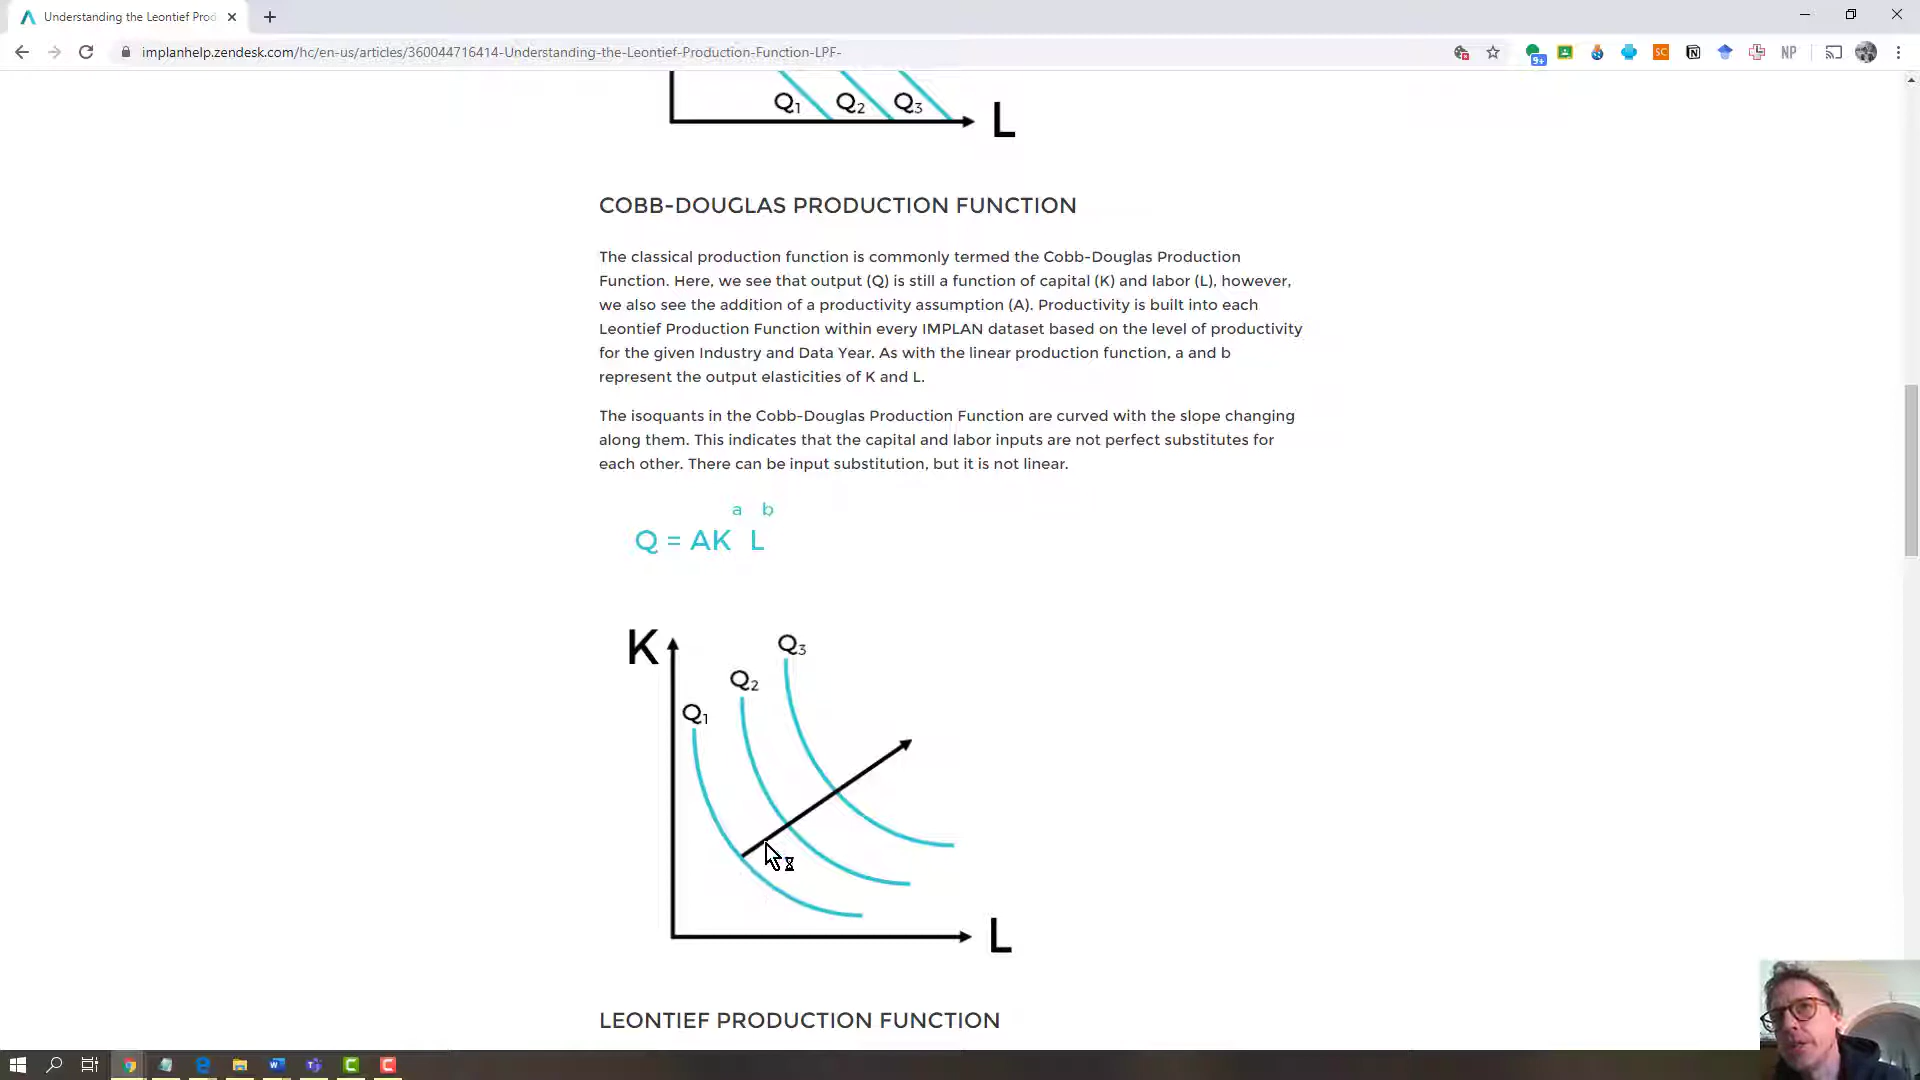 Understanding the Leontief Prod
implanhelp.zendesk.com/hc/en-us/articles/360044716414-Understanding-the-Leontief-Production-Function-LPF-
9+
SC
NP
Q1 Q2 Q3
L
COBB-DOUGLAS PRODUCTION FUNCTION
The classical production function is commonly termed the Cobb-Douglas Production
Function. Here, we see that output (Q) is still a function of capital (K) and labor (L), however,
we also see the addition of a productivity assumption (A). Productivity is built into each
Leontief Production Function within every IMPLAN dataset based on the level of productivity
for the given Industry and Data Year. As with the linear production function, a and b
represent the output elasticities of K and L.
The isoquants in the Cobb-Douglas Production Function are curved with the slope changing
along them. This indicates that the capital and labor inputs are not perfect substitutes for
each other. There can be input substitution, but it is not linear.
a b
Q = AK L
K
Q3
Q2
Q1
L
LEONTIEF PRODUCTION FUNCTION